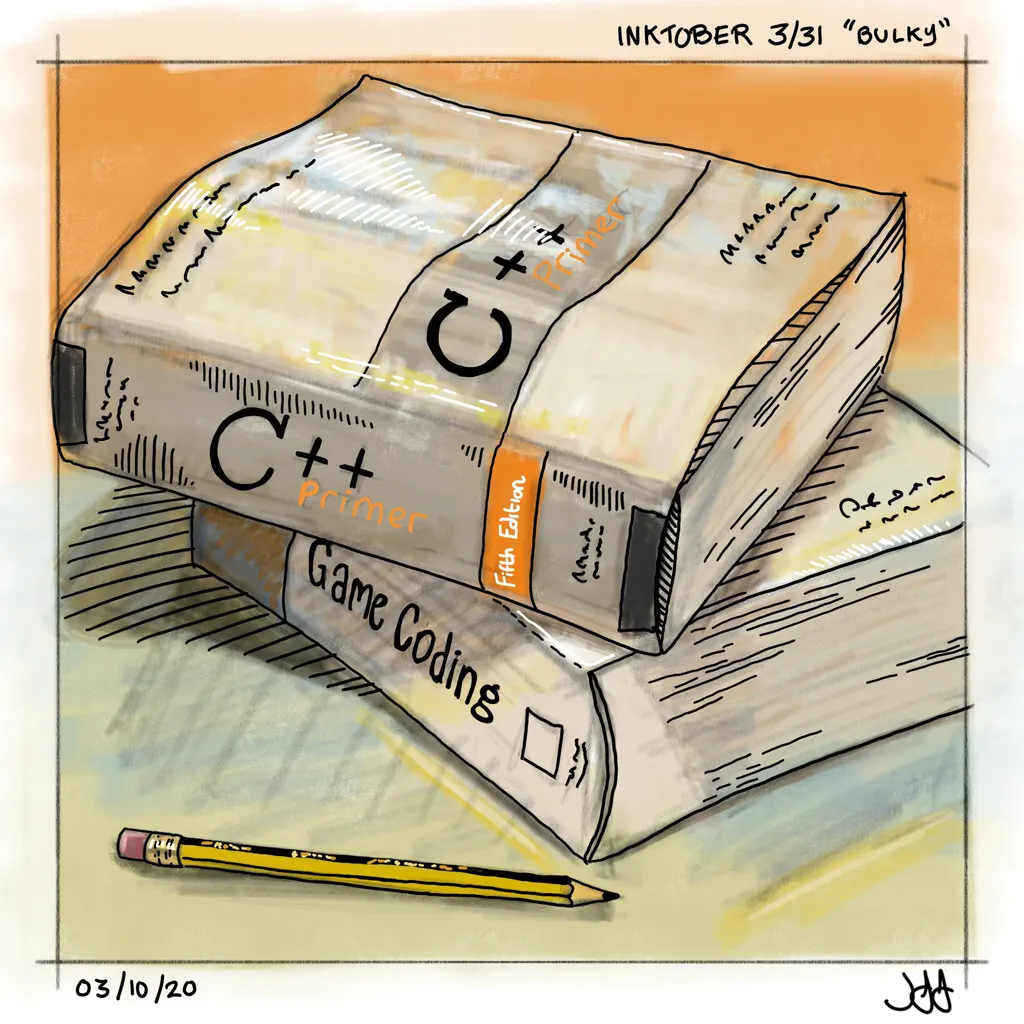 INKTOBER 3/31 "BULKY"
C++
Primer
C++
Primer
Fifth Edition
Game Coding
03/10/20